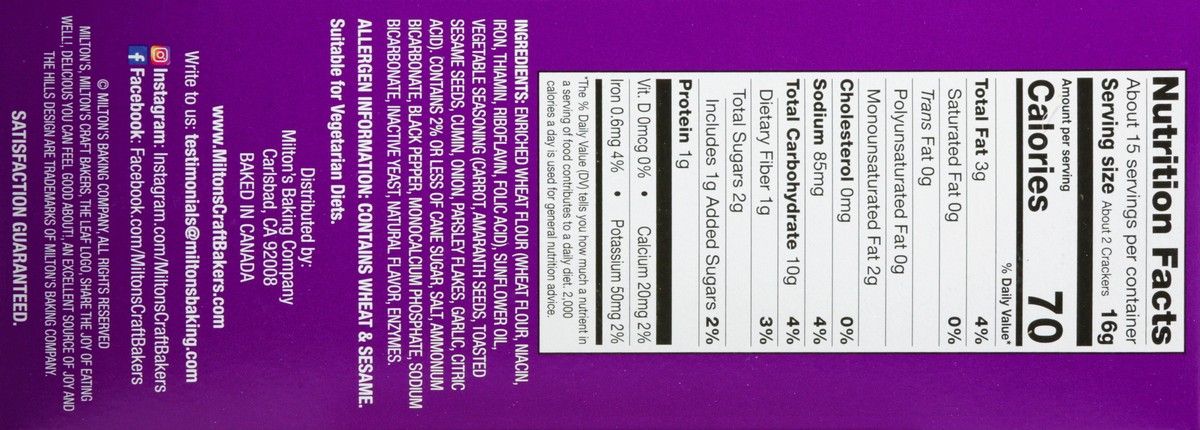 Nutrition Facts
About 15 servings per container
Serving size About 2 Crackers 16g
Amount per serving
Calories 70
% Daily Value*
Total Fat 3g 4%
Saturated Fat 0g 0%
Trans Fat 0g
Polyunsaturated Fat 0g
Monounsaturated Fat 2g
Cholesterol 0mg 0%
Sodium 85mg 4%
Total Carbohydrate 10g 4%
Dietary Fiber 1g 3%
Total Sugars 2g
Includes 1g Added Sugars 2%
Protein 1g
Vit. D 0mcg 0% • Calcium 20mg 2%
Iron 0.6mg 4% • Potassium 50mg 2%
*The % Daily Value (DV) tells you how much a nutrient in
a serving of food contributes to a daily diet. 2,000
calories a day is used for general nutrition advice.
INGREDIENTS: ENRICHED WHEAT FLOUR (WHEAT FLOUR, NIACIN,
IRON, THIAMIN, RIBOFLAVIN, FOLIC ACID), SUNFLOWER OIL,
VEGETABLE SEASONING (CARROT, AMARANTH SEEDS, TOASTED
SESAME SEEDS, CUMIN, ONION, PARSLEY FLAKES, GARLIC, CITRIC
ACID), CONTAINS 2% OR LESS OF CANE SUGAR, SALT, AMMONIUM
BICARBONATE, BLACK PEPPER, MONOCALCIUM PHOSPHATE, SODIUM
BICARBONATE, INACTIVE YEAST, NATURAL FLAVOR, ENZYMES.
ALLERGEN INFORMATION: CONTAINS WHEAT & SESAME.
Suitable for Vegetarian Diets.
Distributed by:
Milton's Baking Company
Carlsbad, CA 92008
BAKED IN CANADA
www.MiltonsCraftBakers.com
Write to us: testimonials@miltonsbaking.com
Instagram: Instagram.com/MiltonsCraftBakers
Facebook: Facebook.com/MiltonsCraftBakers
© MILTON'S BAKING COMPANY, ALL RIGHTS RESERVED
MILTON'S, MILTON'S CRAFT BAKERS, THE LEAF LOGO, SHARE THE JOY OF EATING
WELL!, DELICIOUS YOU CAN FEEL GOOD ABOUT!, AN EXCELLENT SOURCE OF JOY AND
THE HILLS DESIGN ARE TRADEMARKS OF MILTON'S BAKING COMPANY.
SATISFACTION GUARANTEED.